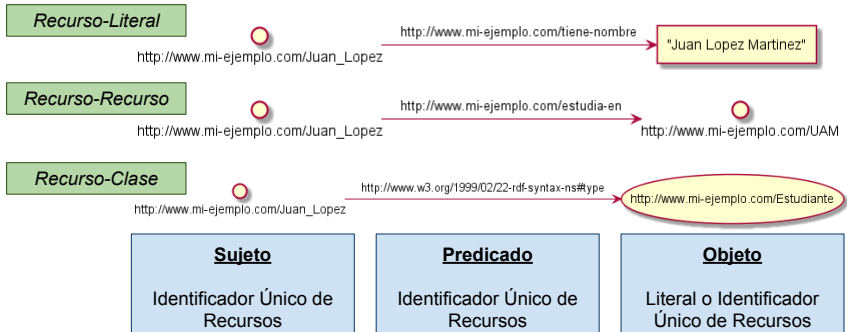 Recurso-Literal
http://www.mi-ejemplo.com/tiene-nombre
"Juan Lopez Martinez"
http://www.mi-ejemplo.com/Juan_Lopez
Recurso-Recurso
http://www.mi-ejemplo.com/estudia-en
http://www.mi-ejemplo.com/Juan_Lopez
http://www.mi-ejemplo.com/UAM
Recurso-Clase
http://www.w3.org/1999/02/22-rdf-syntax-ns#type
http://www.mi-ejemplo.com/Estudiante
http://www.mi-ejemplo.com/Juan_Lopez
Sujeto
Identificador Único de
Recursos
Predicado
Identificador Único de
Recursos
Objeto
Literal o Identificador
Único de Recursos